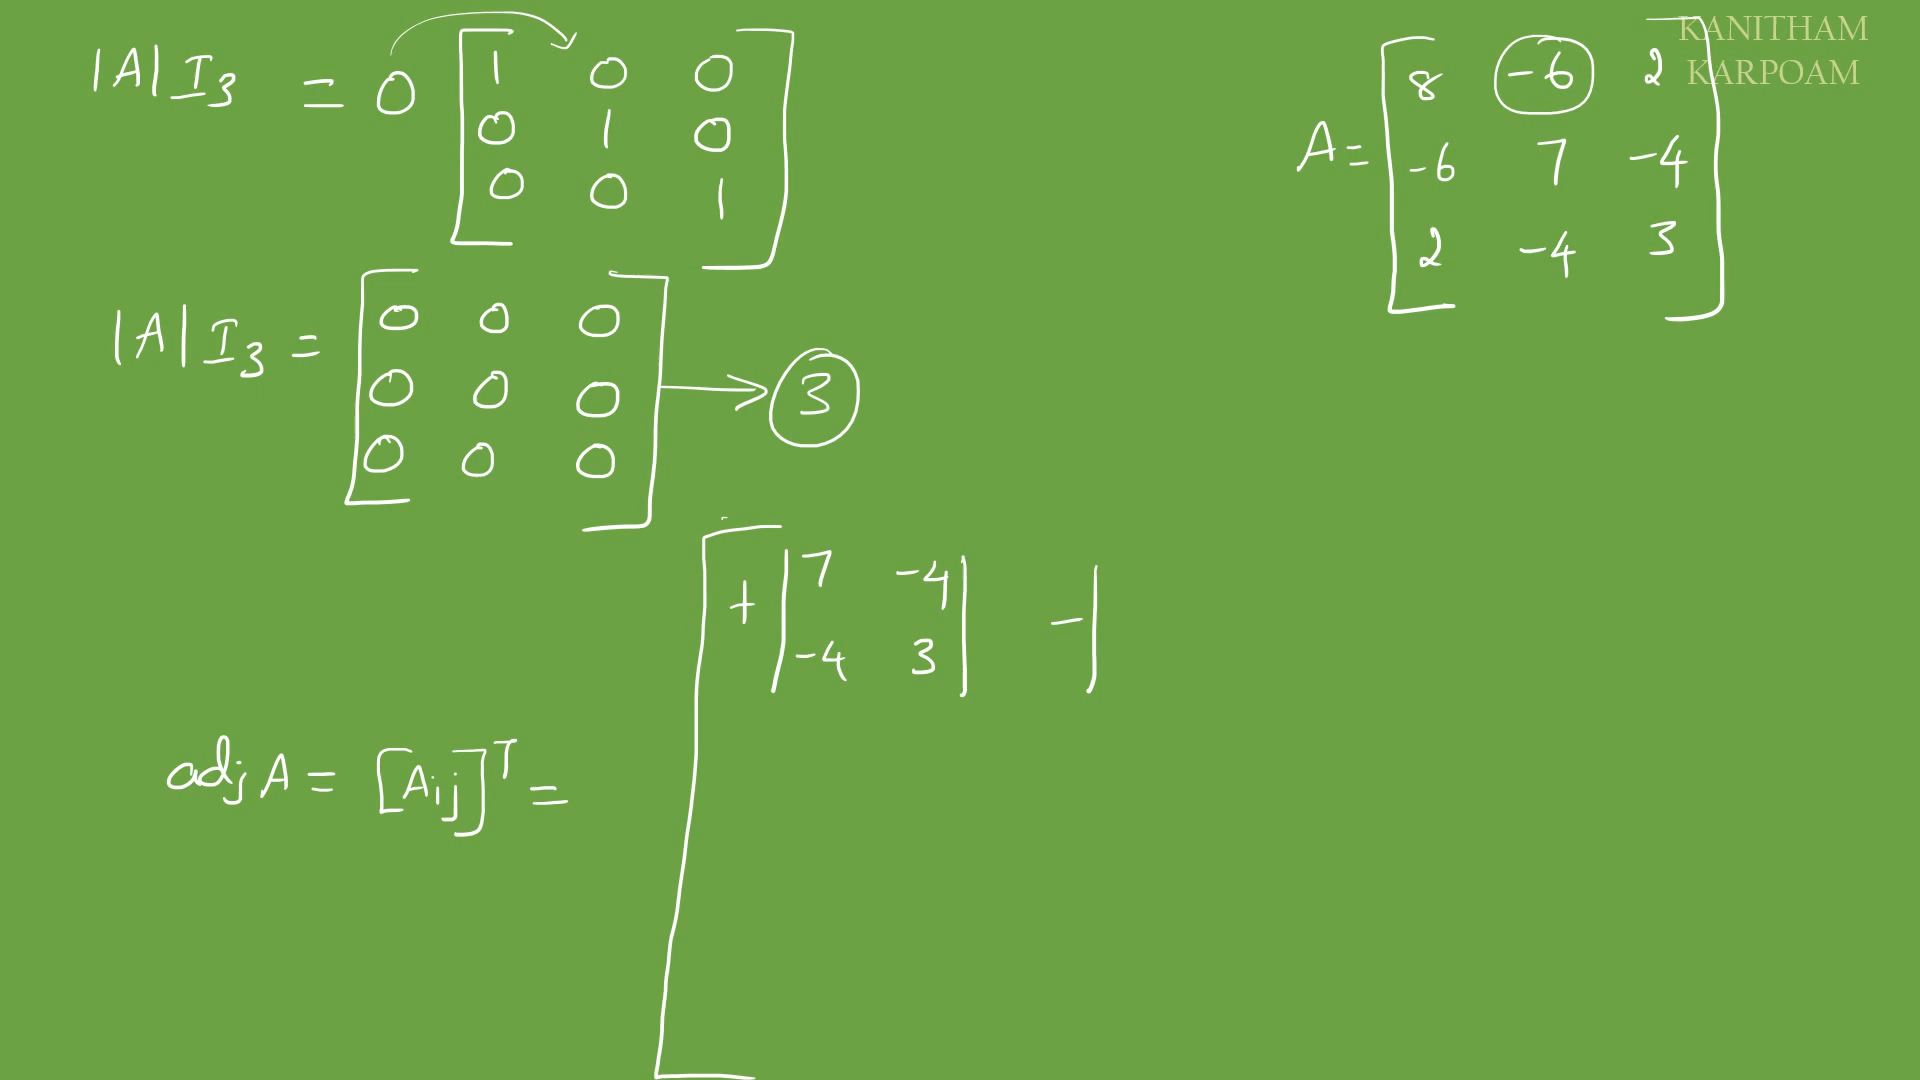 KANITHAM
KARPOAM
|A| I₃ = 0 [1 0 0
0 1 0
0 0 1]
A = [8 -6 2
-6 7 -4
2 -4 3]
|A| I₃ = [0 0 0
0 0 0
0 0 0] → 3
adj A = [Aij]ᵀ = [+ |7 -4
-4 3| - |